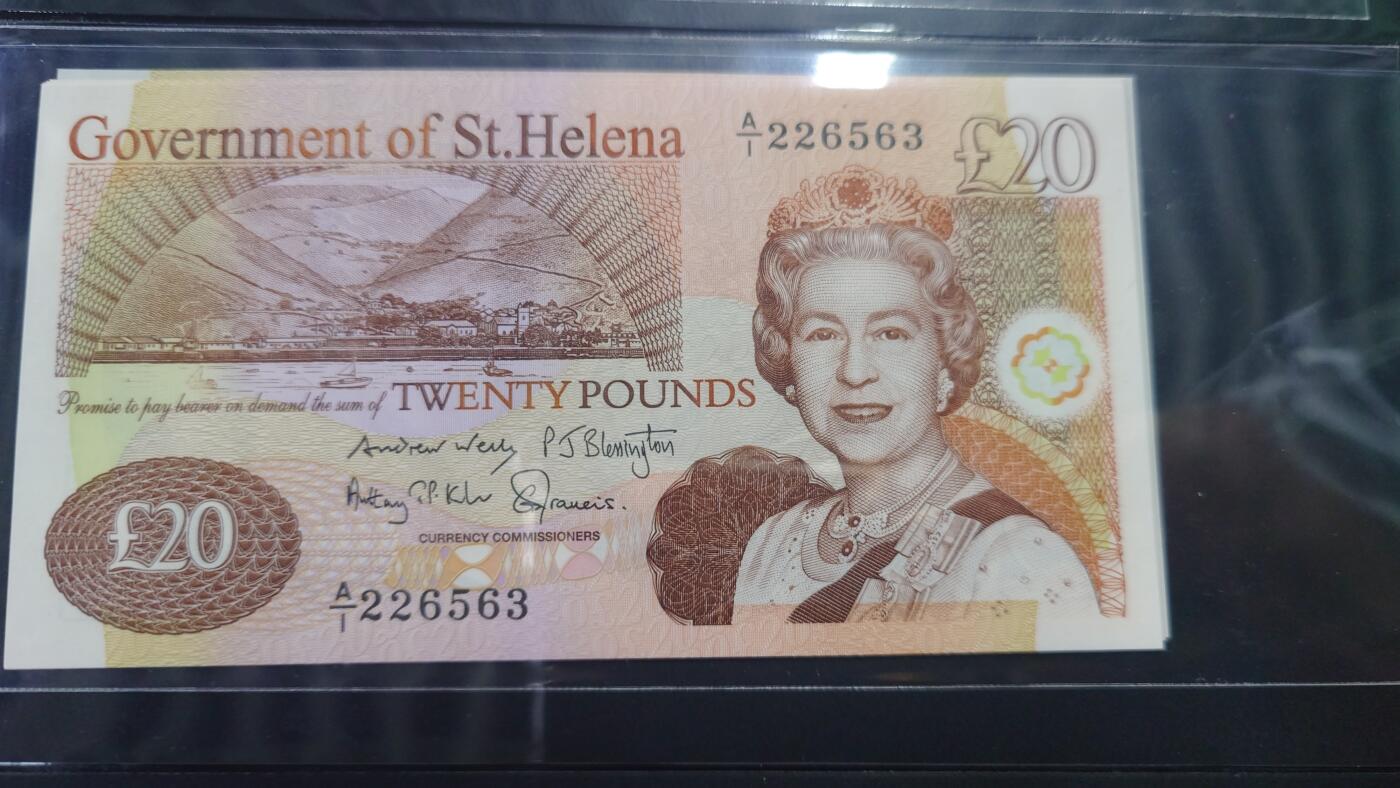 Government of St.Helena
A/1 226563
£20
Promise to pay bearer on demand the sum of TWENTY POUNDS
P J Blessington
CURRENCY COMMISSIONERS
£20
A/1 226563